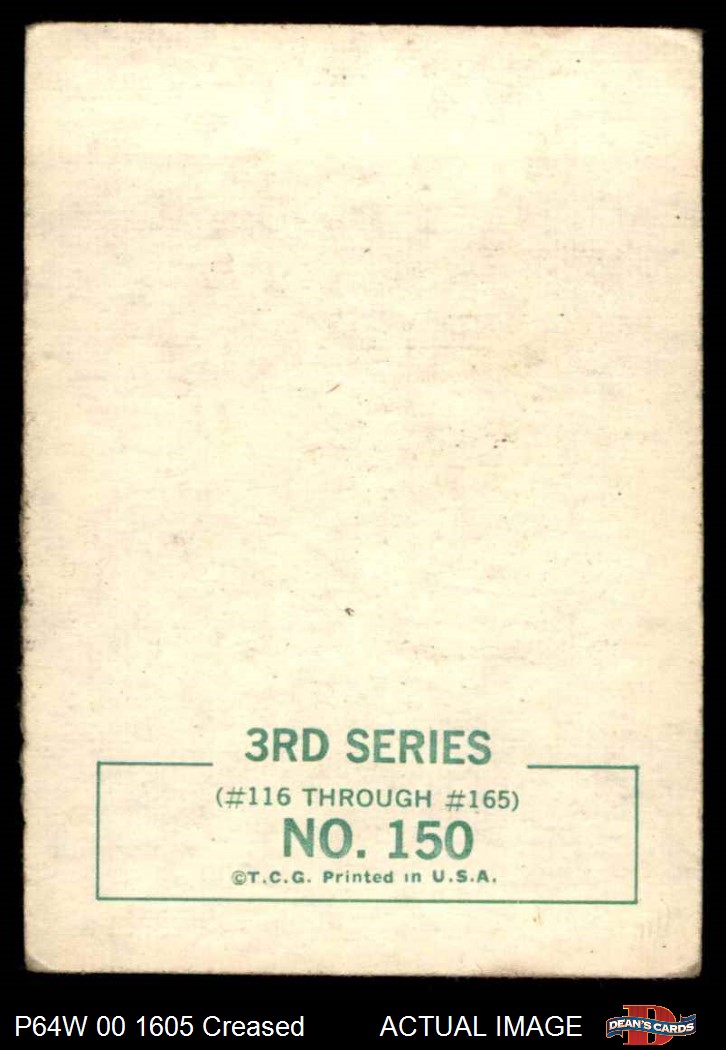 3RD SERIES
(#116 THROUGH #165)
NO. 150
©T.C.G. Printed in U.S.A.
P64W 00 1605 Creased ACTUAL IMAGE DEAN'S CARDS